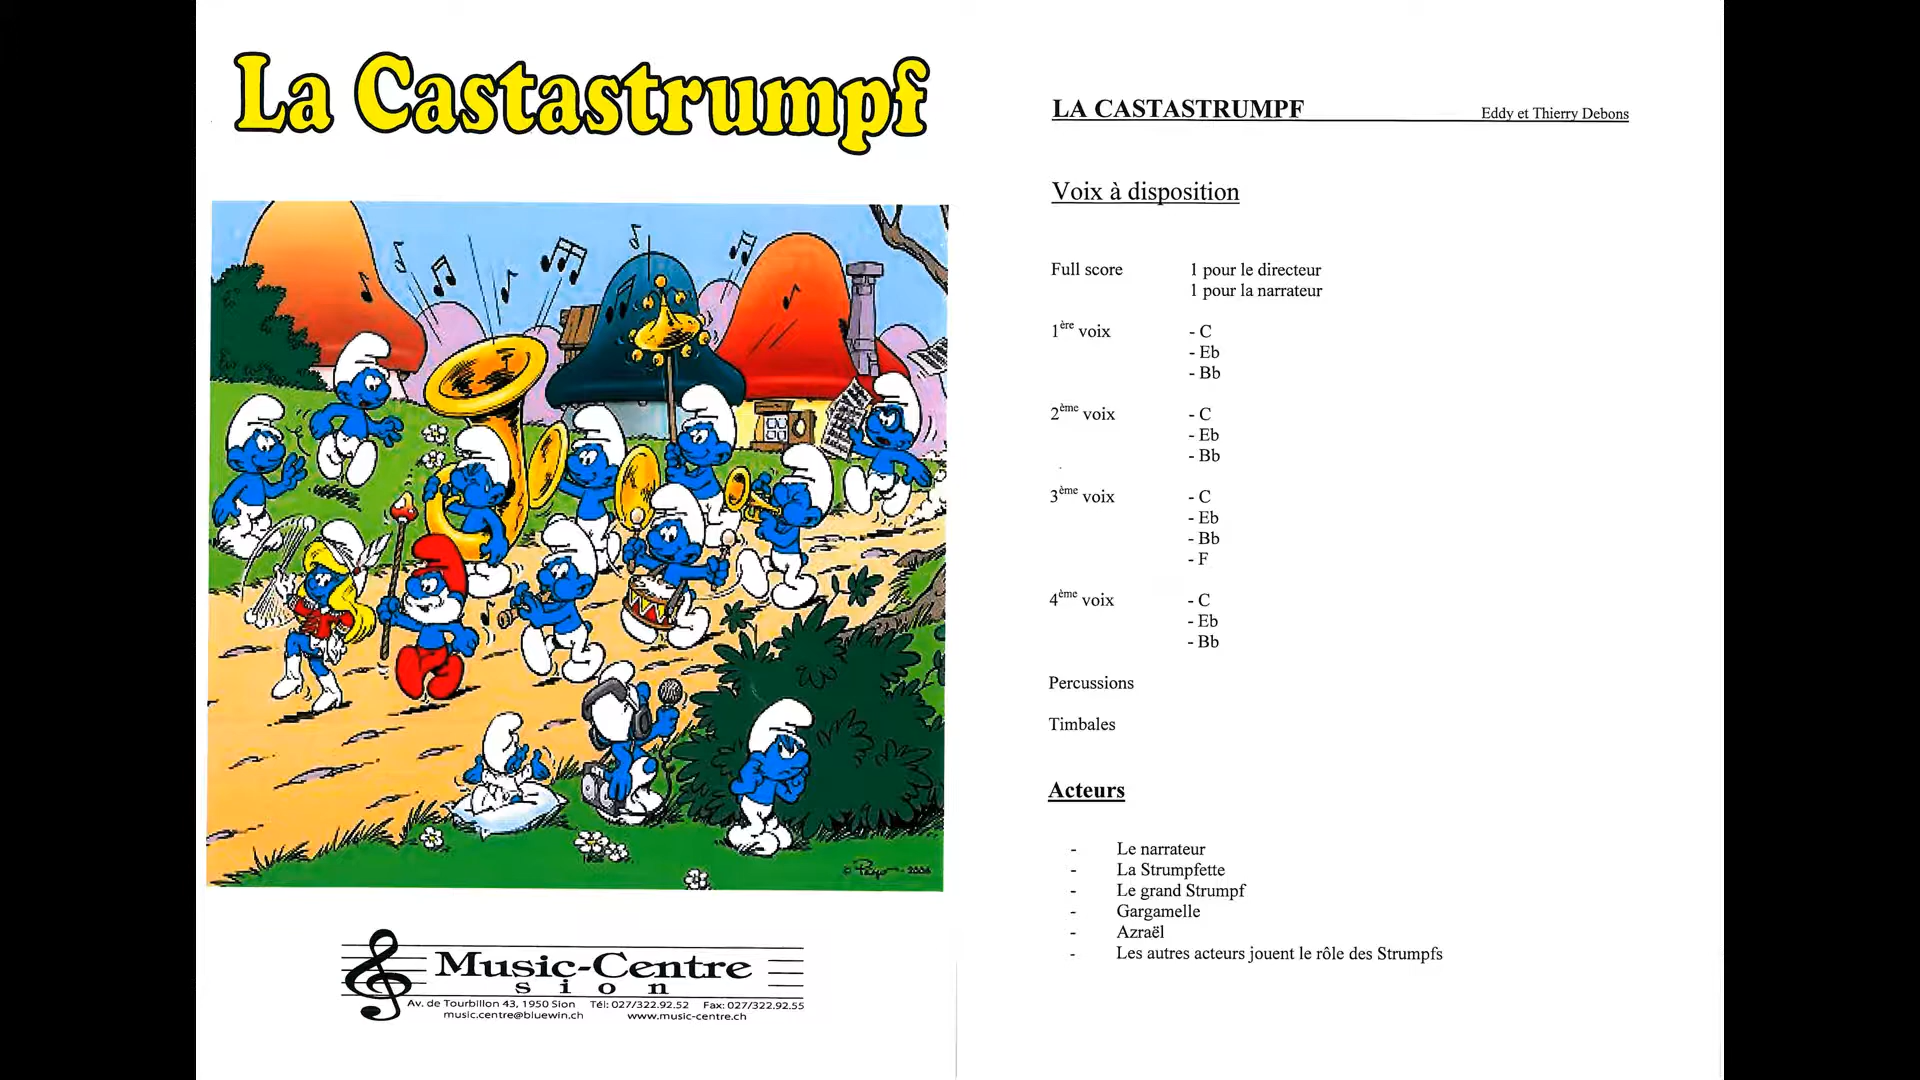 La Castastrumpf
© Peyo - 2006
Music-Centre
sion
Av. de Tourbillon 43, 1950 Sion Tél: 027/322.92.52 Fax: 027/322.92.55
music.centre@bluewin.ch www.music-centre.ch
LA CASTASTRUMPF Eddy et Thierry Debons
Voix à disposition
Full score 1 pour le directeur
1 pour la narrateur
1ère voix - C
- Eb
- Bb
2ème voix - C
- Eb
- Bb
3ème voix - C
- Eb
- Bb
- F
4ème voix - C
- Eb
- Bb
Percussions
Timbales
Acteurs
- Le narrateur
- La Strumpfette
- Le grand Strumpf
- Gargamelle
- Azraël
- Les autres acteurs jouent le rôle des Strumpfs